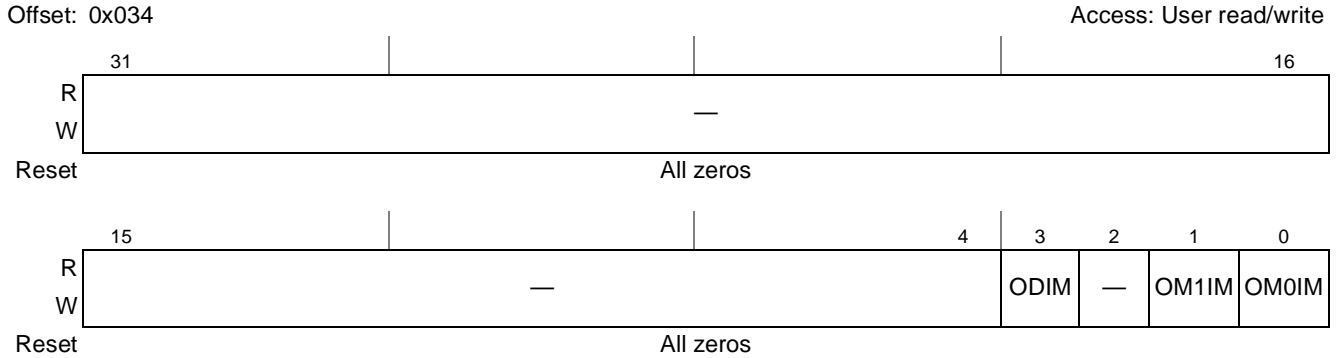 Offset: 0x034 Access: User read/write
31 16
R
—
W
Reset All zeros
15 4 3 2 1 0
R
— ODIM — OM1IM OM0IM
W
Reset All zeros